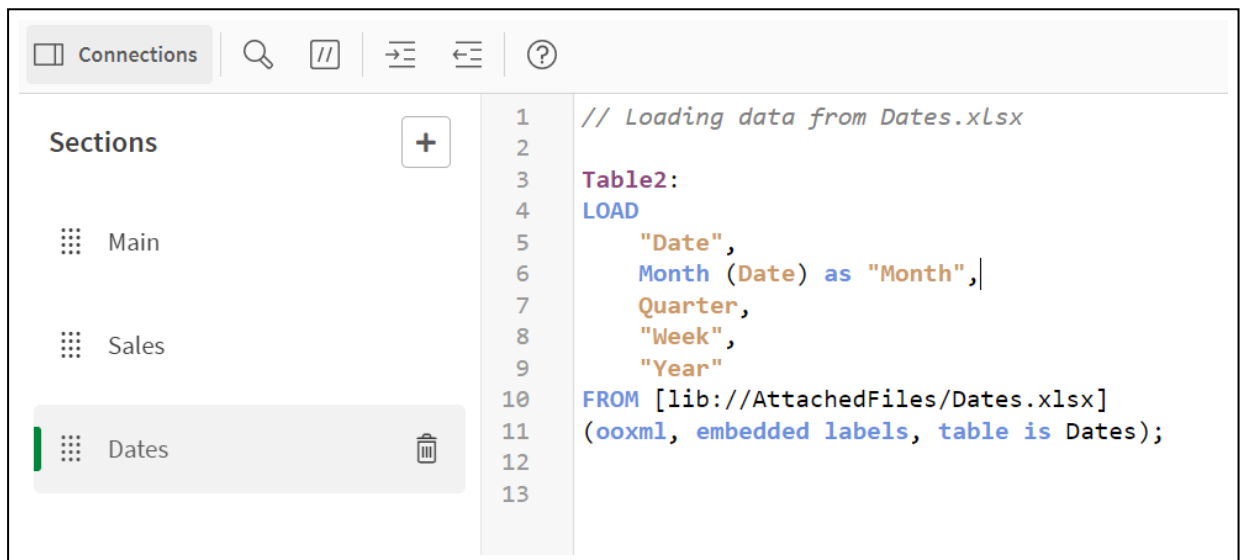 Connections //
Sections +
Main
Sales
Dates
1 // Loading data from Dates.xlsx
2
3 Table2:
4 LOAD
5 "Date",
6 Month (Date) as "Month",
7 Quarter,
8 "Week",
9 "Year"
10 FROM [lib://AttachedFiles/Dates.xlsx]
11 (ooxml, embedded labels, table is Dates);
12
13